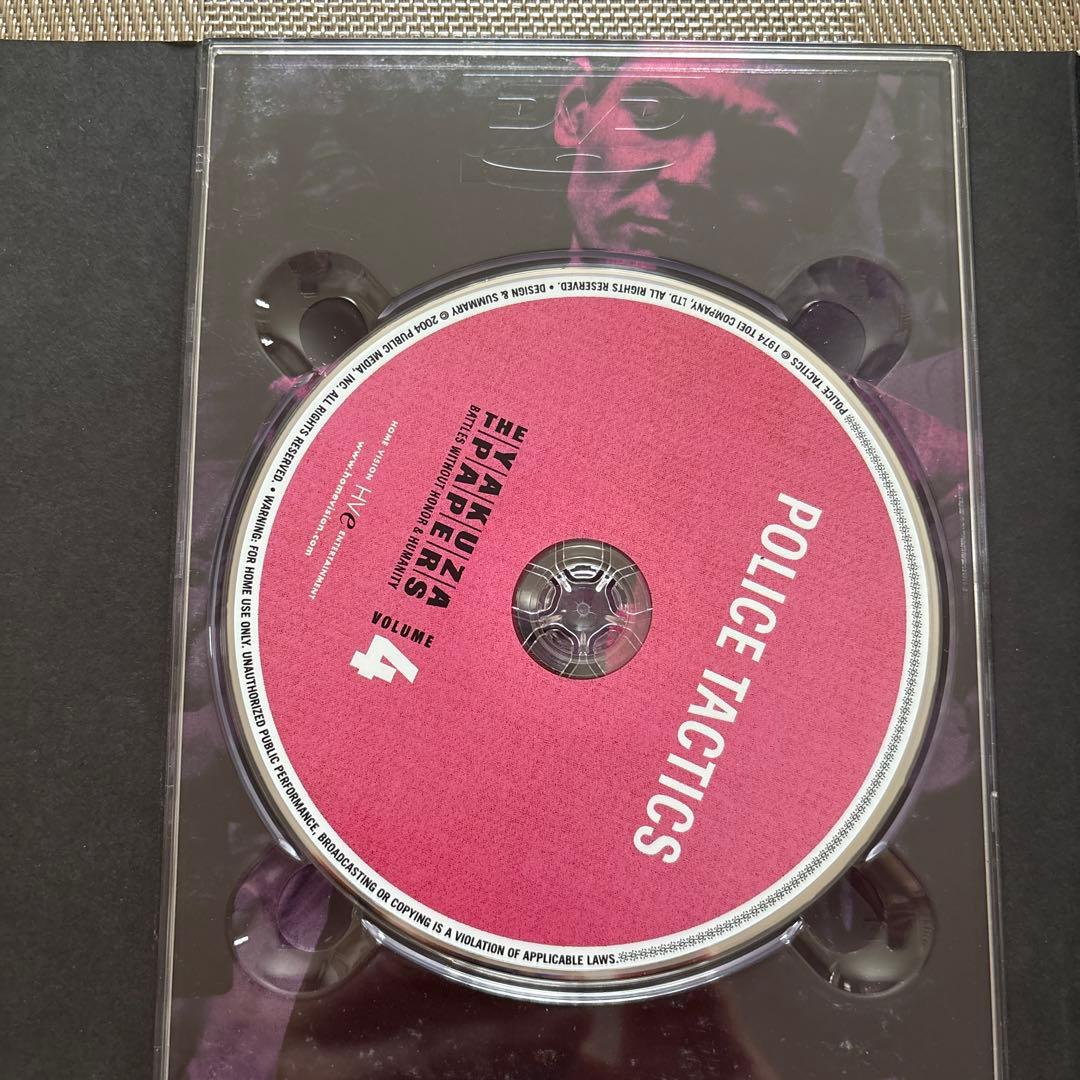 DVD
POLICE TACTICS
THE YAKUZA
PAPERS
BATTLES WITHOUT HONOR & HUMANITY
VOLUME
4
HOME VISION HVe ENTERTAINMENT
www.homevision.com
POLICE TACTICS © 1974 TOEI COMPANY, LTD. ALL RIGHTS RESERVED. • DESIGN & SUMMARY © 2004 PUBLIC MEDIA, INC. ALL RIGHTS RESERVED. • WARNING: FOR HOME USE ONLY. UNAUTHORIZED PUBLIC PERFORMANCE, BROADCASTING OR COPYING IS A VIOLATION OF APPLICABLE LAWS.